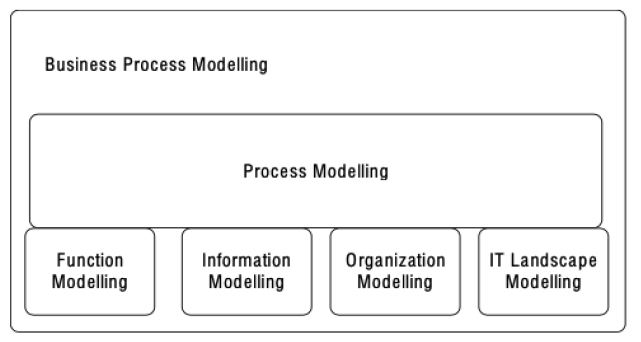 Business Process Modelling
Process Modelling
Function
Modelling
Information
Modelling
Organization
Modelling
IT Landscape
Modelling